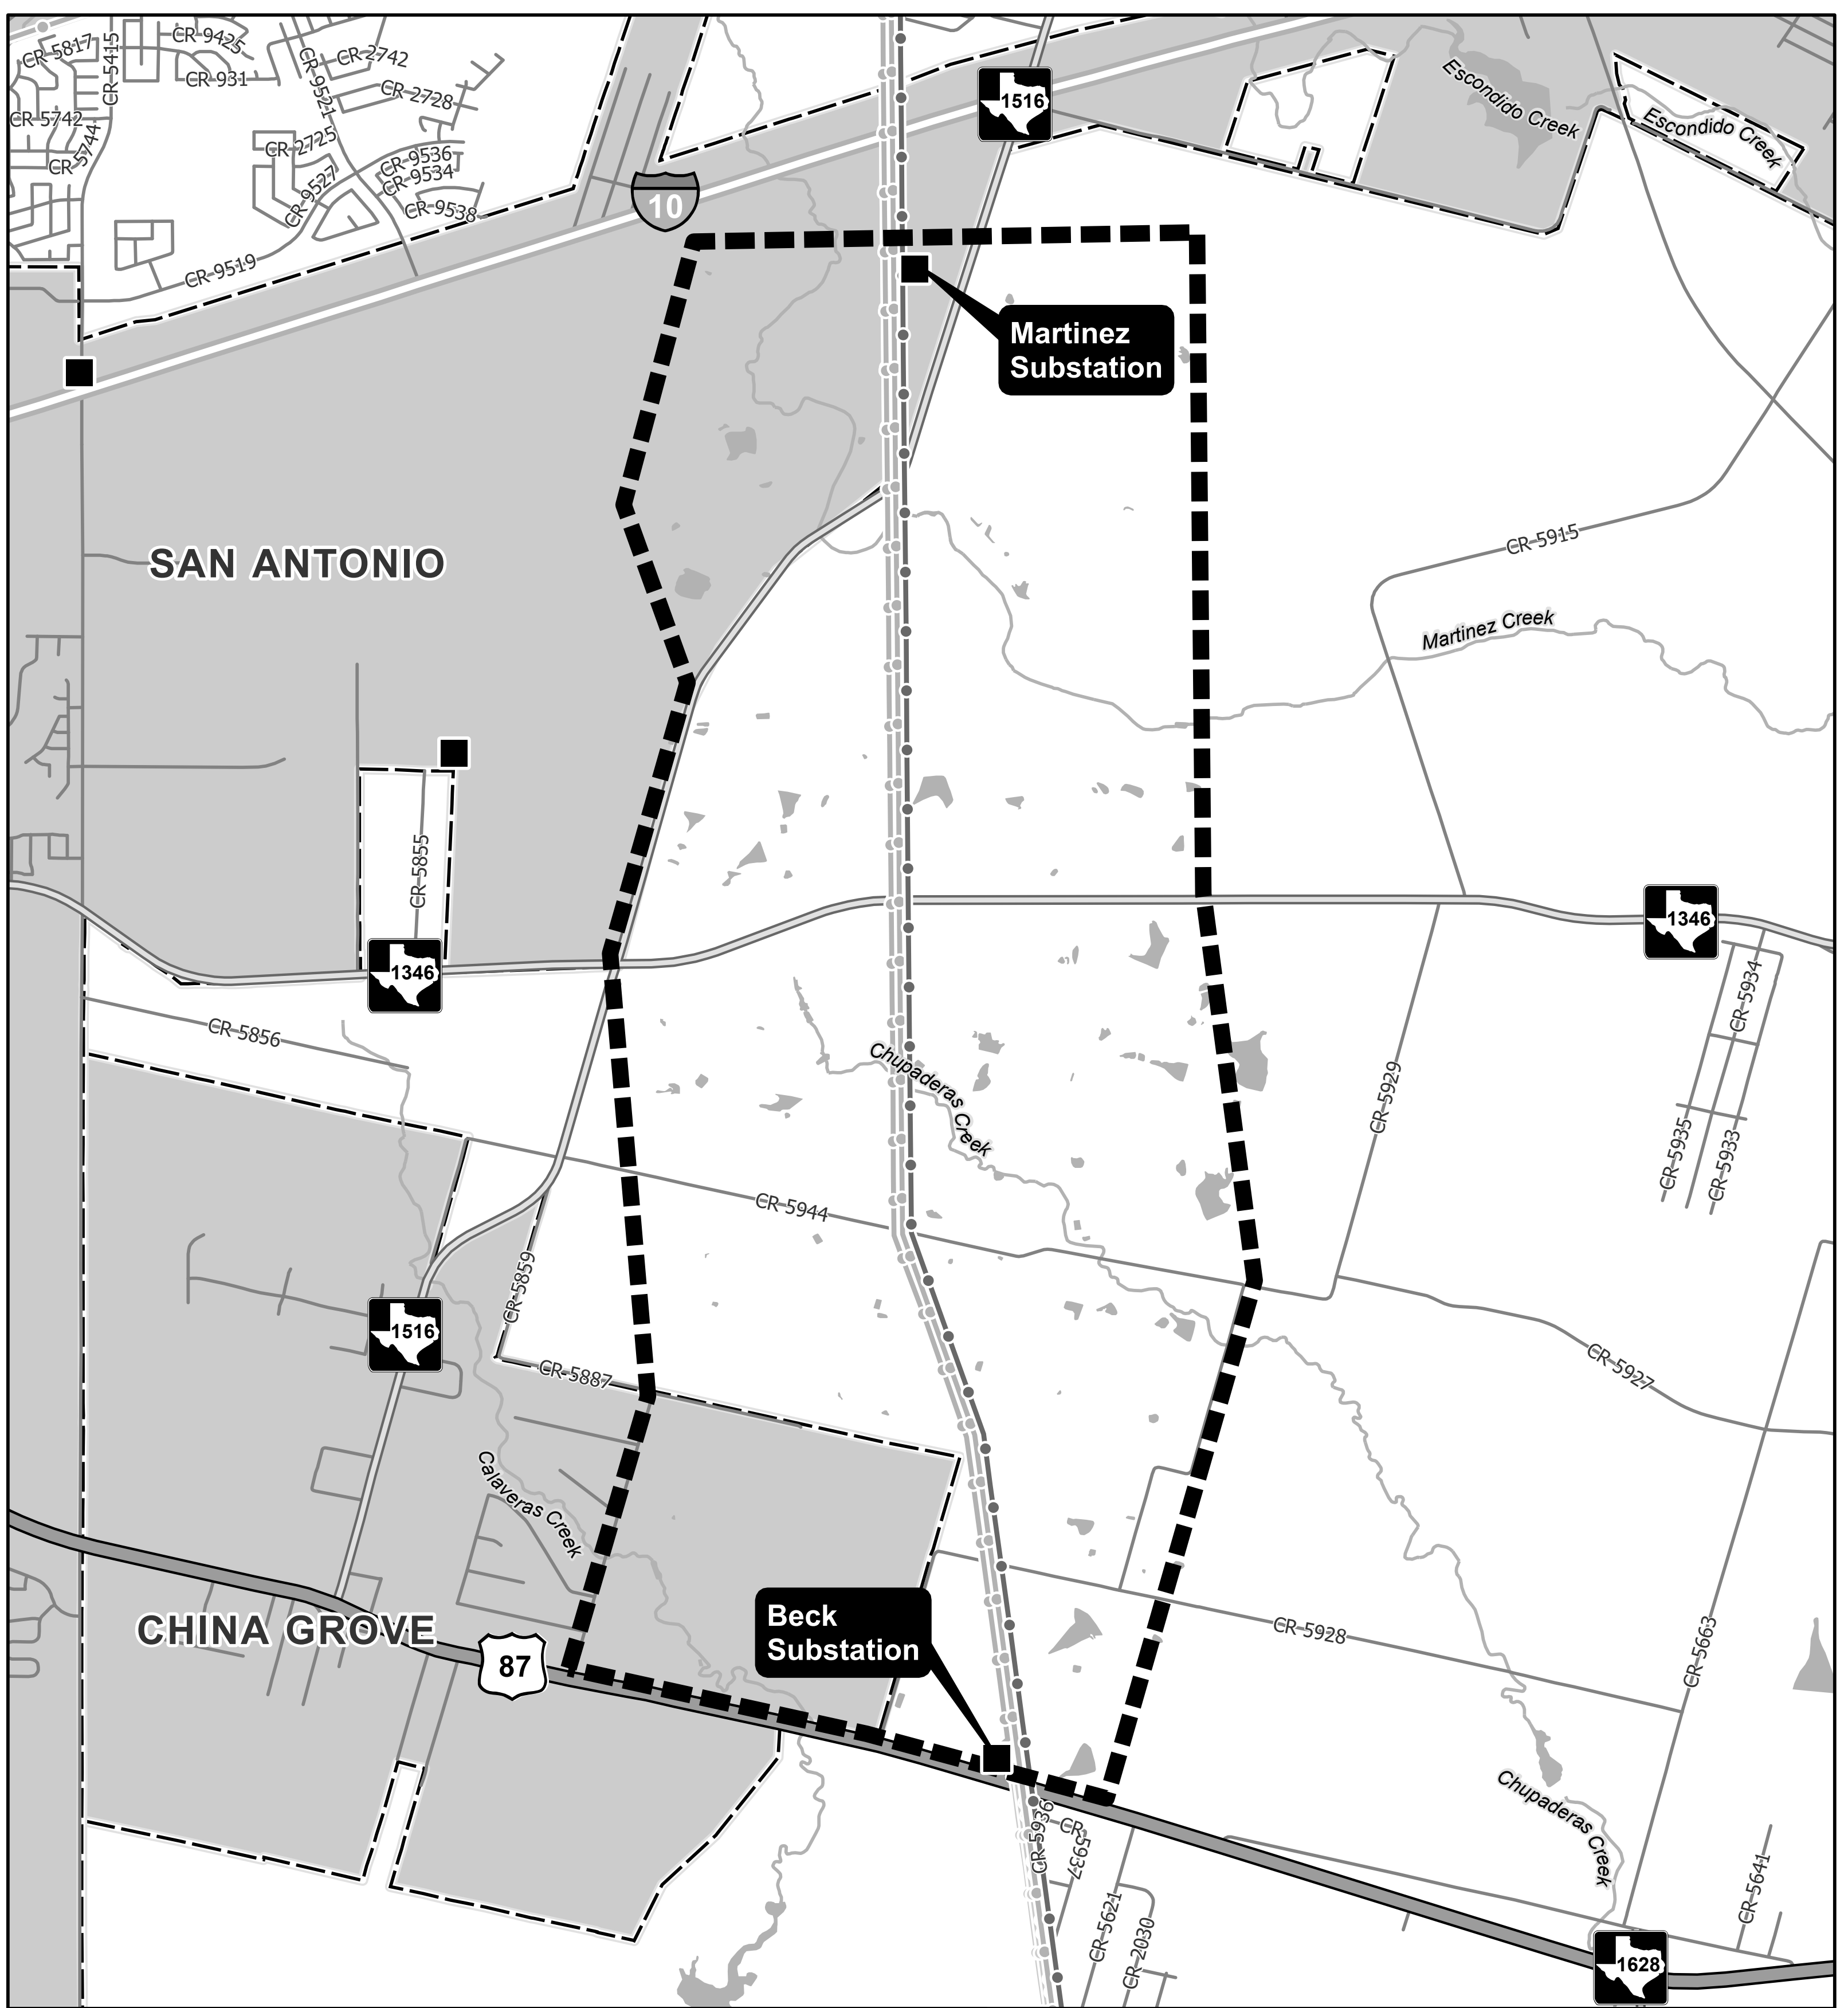 CR 5817
CR 5415
CR 9425
CR 931
CR 9521
CR 2742
CR 2728
CR 5742
CR 5744
CR 2725
CR 9527
CR 9536
CR 9534
CR 9538
CR 9519
10
1516
Escondido Creek
Escondido Creek
Martinez
Substation
SAN ANTONIO
CR 5915
Martinez Creek
CR 5855
1346
1346
CR 5934
CR 5856
Chupaderas
Creek
CR 5929
CR 5935
CR 5933
CR 5944
CR 5859
1516
CR 5887
CR 5927
Calaveras Creek
CHINA GROVE
87
Beck
Substation
CR 5928
CR 5663
Chupaderas Creek
CR 5936
CR
5937
CR 5621
CR 2030
CR 5641
1628